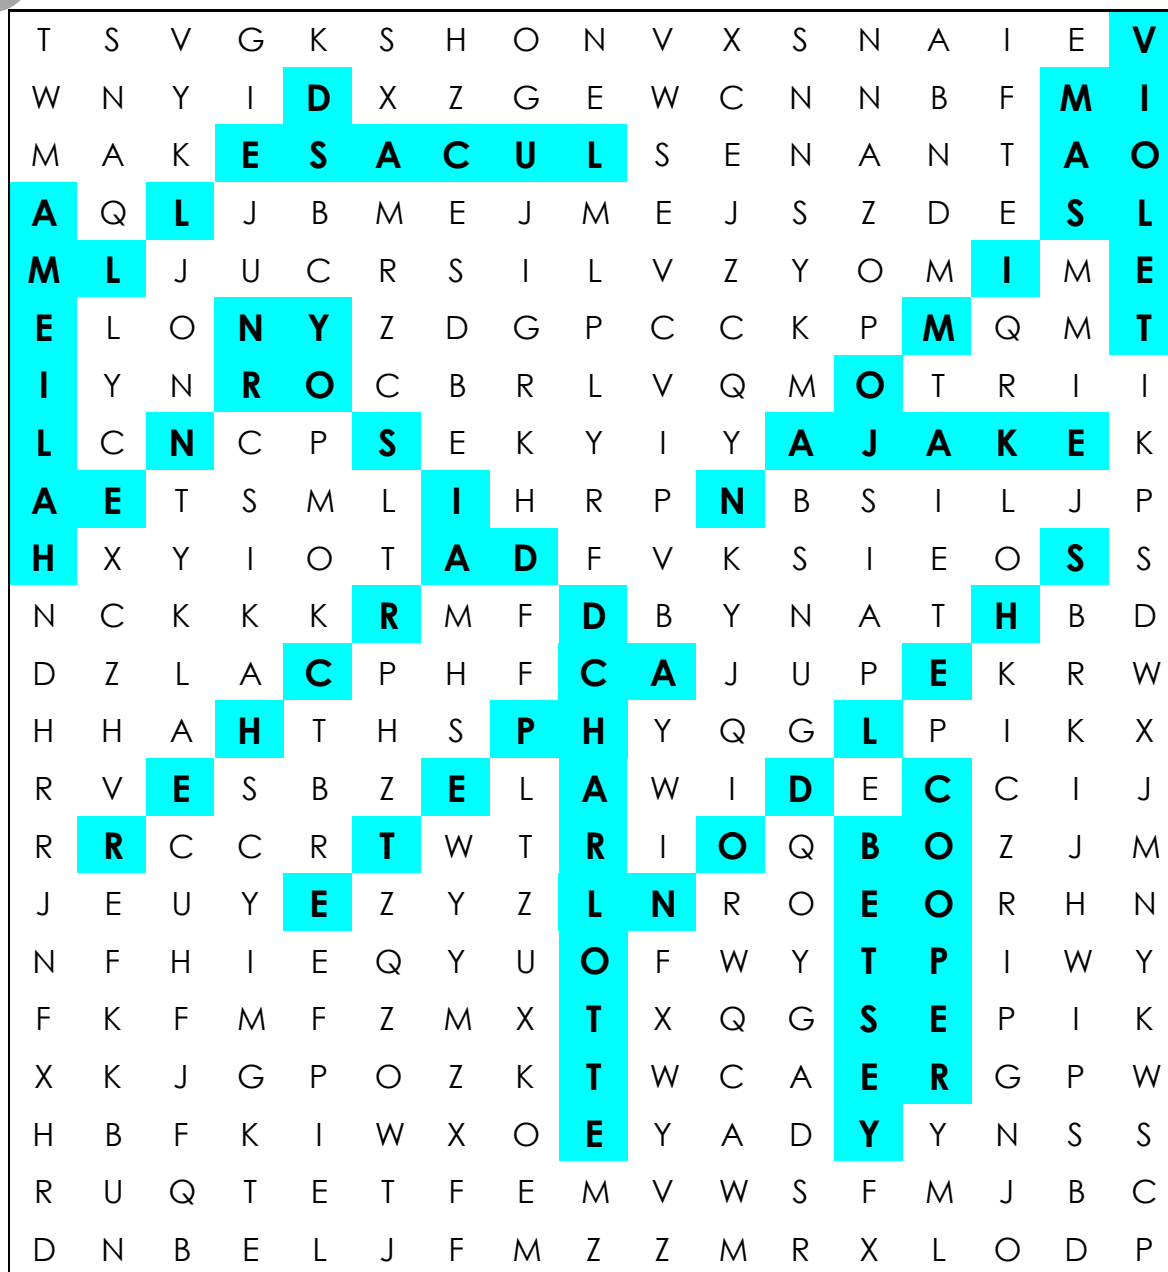 T S V G K S H O N V X S N A I E V
W N Y I D X Z G E W C N N B F M I
M A K E S A C U L S E N A N T A O
A Q L J B M E J M E J S Z D E S L
M L J U C R S I L V Z Y O M I M E
E L O N Y Z D G P C C K P M Q M T
I Y N R O C B R L V Q M O T R I I
L C N C P S E K Y I Y A J A K E K
A E T S M L I H R P N B S I L J P
H X Y I O T A D F V K S I E O S S
N C K K K R M F D B Y N A T H B D
D Z L A C P H F C A J U P E K R W
H H A H T H S P H Y Q G L P I K X
R V E S B Z E L A W I D E C C I J
R R C C R T W T R I O Q B O Z J M
J E U Y E Z Y Z L N R O E O R H N
N F H I E Q Y U O F W Y T P I W Y
F K F M F Z M X T X Q G S E P I K
X K J G P O Z K T W C A E R G P W
H B F K I W X O E Y A D Y Y N S S
R U Q T E T F E M V W S F M J B C
D N B E L J F M Z Z M R X L O D P